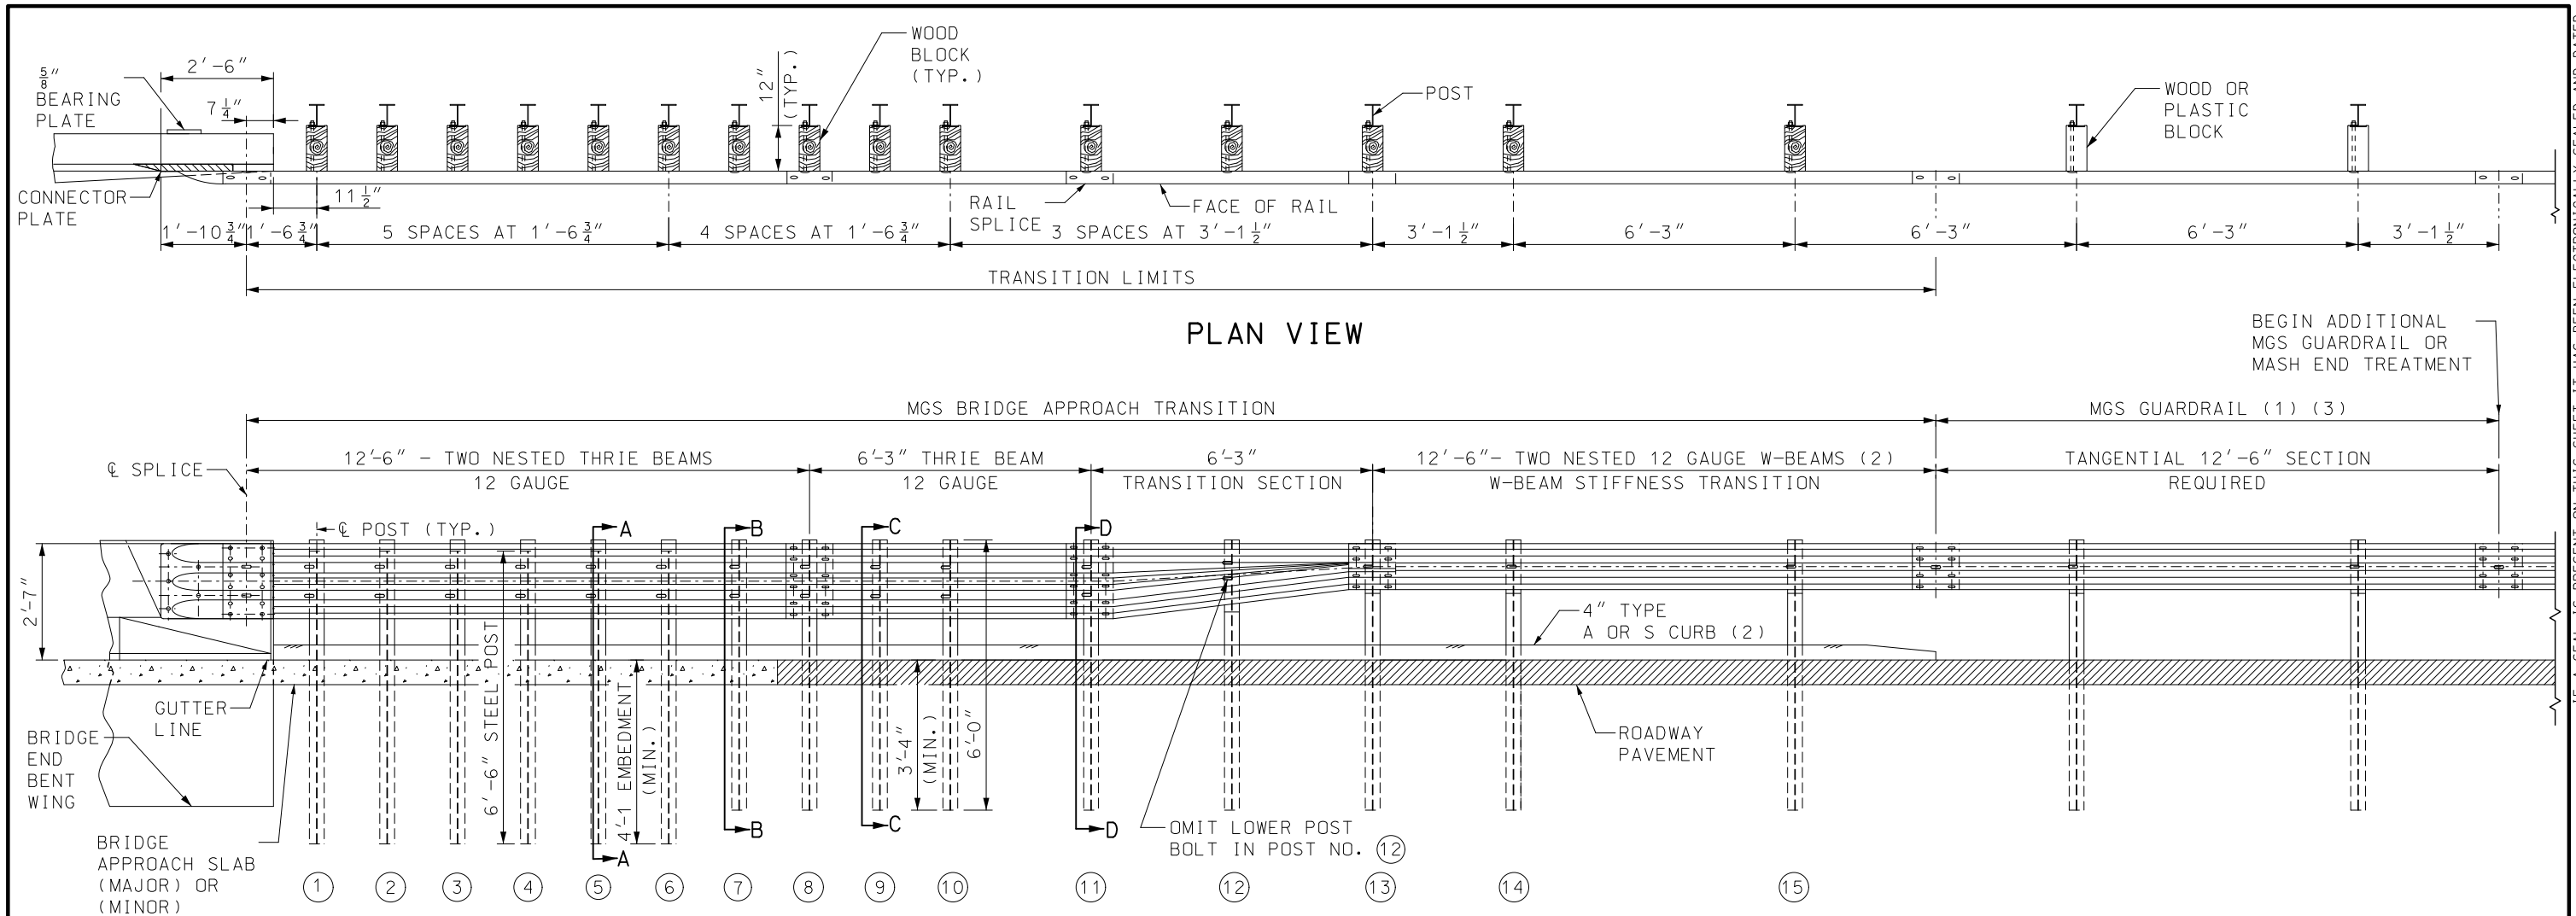 5/8"
BEARING
PLATE
2'-6"
7 1/4"
12"
(TYP.)
WOOD
BLOCK
(TYP.)
POST
WOOD OR
PLASTIC
BLOCK
CONNECTOR
PLATE
11 1/2"
RAIL
SPLICE
FACE OF RAIL
1'-10 3/4"
1'-6 3/4"
5 SPACES AT 1'-6 3/4"
4 SPACES AT 1'-6 3/4"
3 SPACES AT 3'-1 1/2"
3'-1 1/2"
6'-3"
6'-3"
6'-3"
3'-1 1/2"
TRANSITION LIMITS
PLAN VIEW
BEGIN ADDITIONAL
MGS GUARDRAIL OR
MASH END TREATMENT
MGS BRIDGE APPROACH TRANSITION
MGS GUARDRAIL (1) (3)
℄ SPLICE
12'-6" - TWO NESTED THRIE BEAMS
12 GAUGE
6'-3" THRIE BEAM
12 GAUGE
6'-3"
TRANSITION SECTION
12'-6"- TWO NESTED 12 GAUGE W-BEAMS (2)
W-BEAM STIFFNESS TRANSITION
TANGENTIAL 12'-6" SECTION
REQUIRED
℄ POST (TYP.)
A
B
C
D
2'-7"
4" TYPE
A OR S CURB (2)
6'-6" STEEL POST
4'-1 EMBEDMENT
(MIN.)
3'-4"
(MIN.)
6'-0"
GUTTER
LINE
BRIDGE
END
BENT
WING
ROADWAY
PAVEMENT
A
B
C
D
OMIT LOWER POST
BOLT IN POST NO. 12
BRIDGE
APPROACH SLAB
(MAJOR) OR
(MINOR)
1
2
3
4
5
6
7
8
9
10
11
12
13
14
15